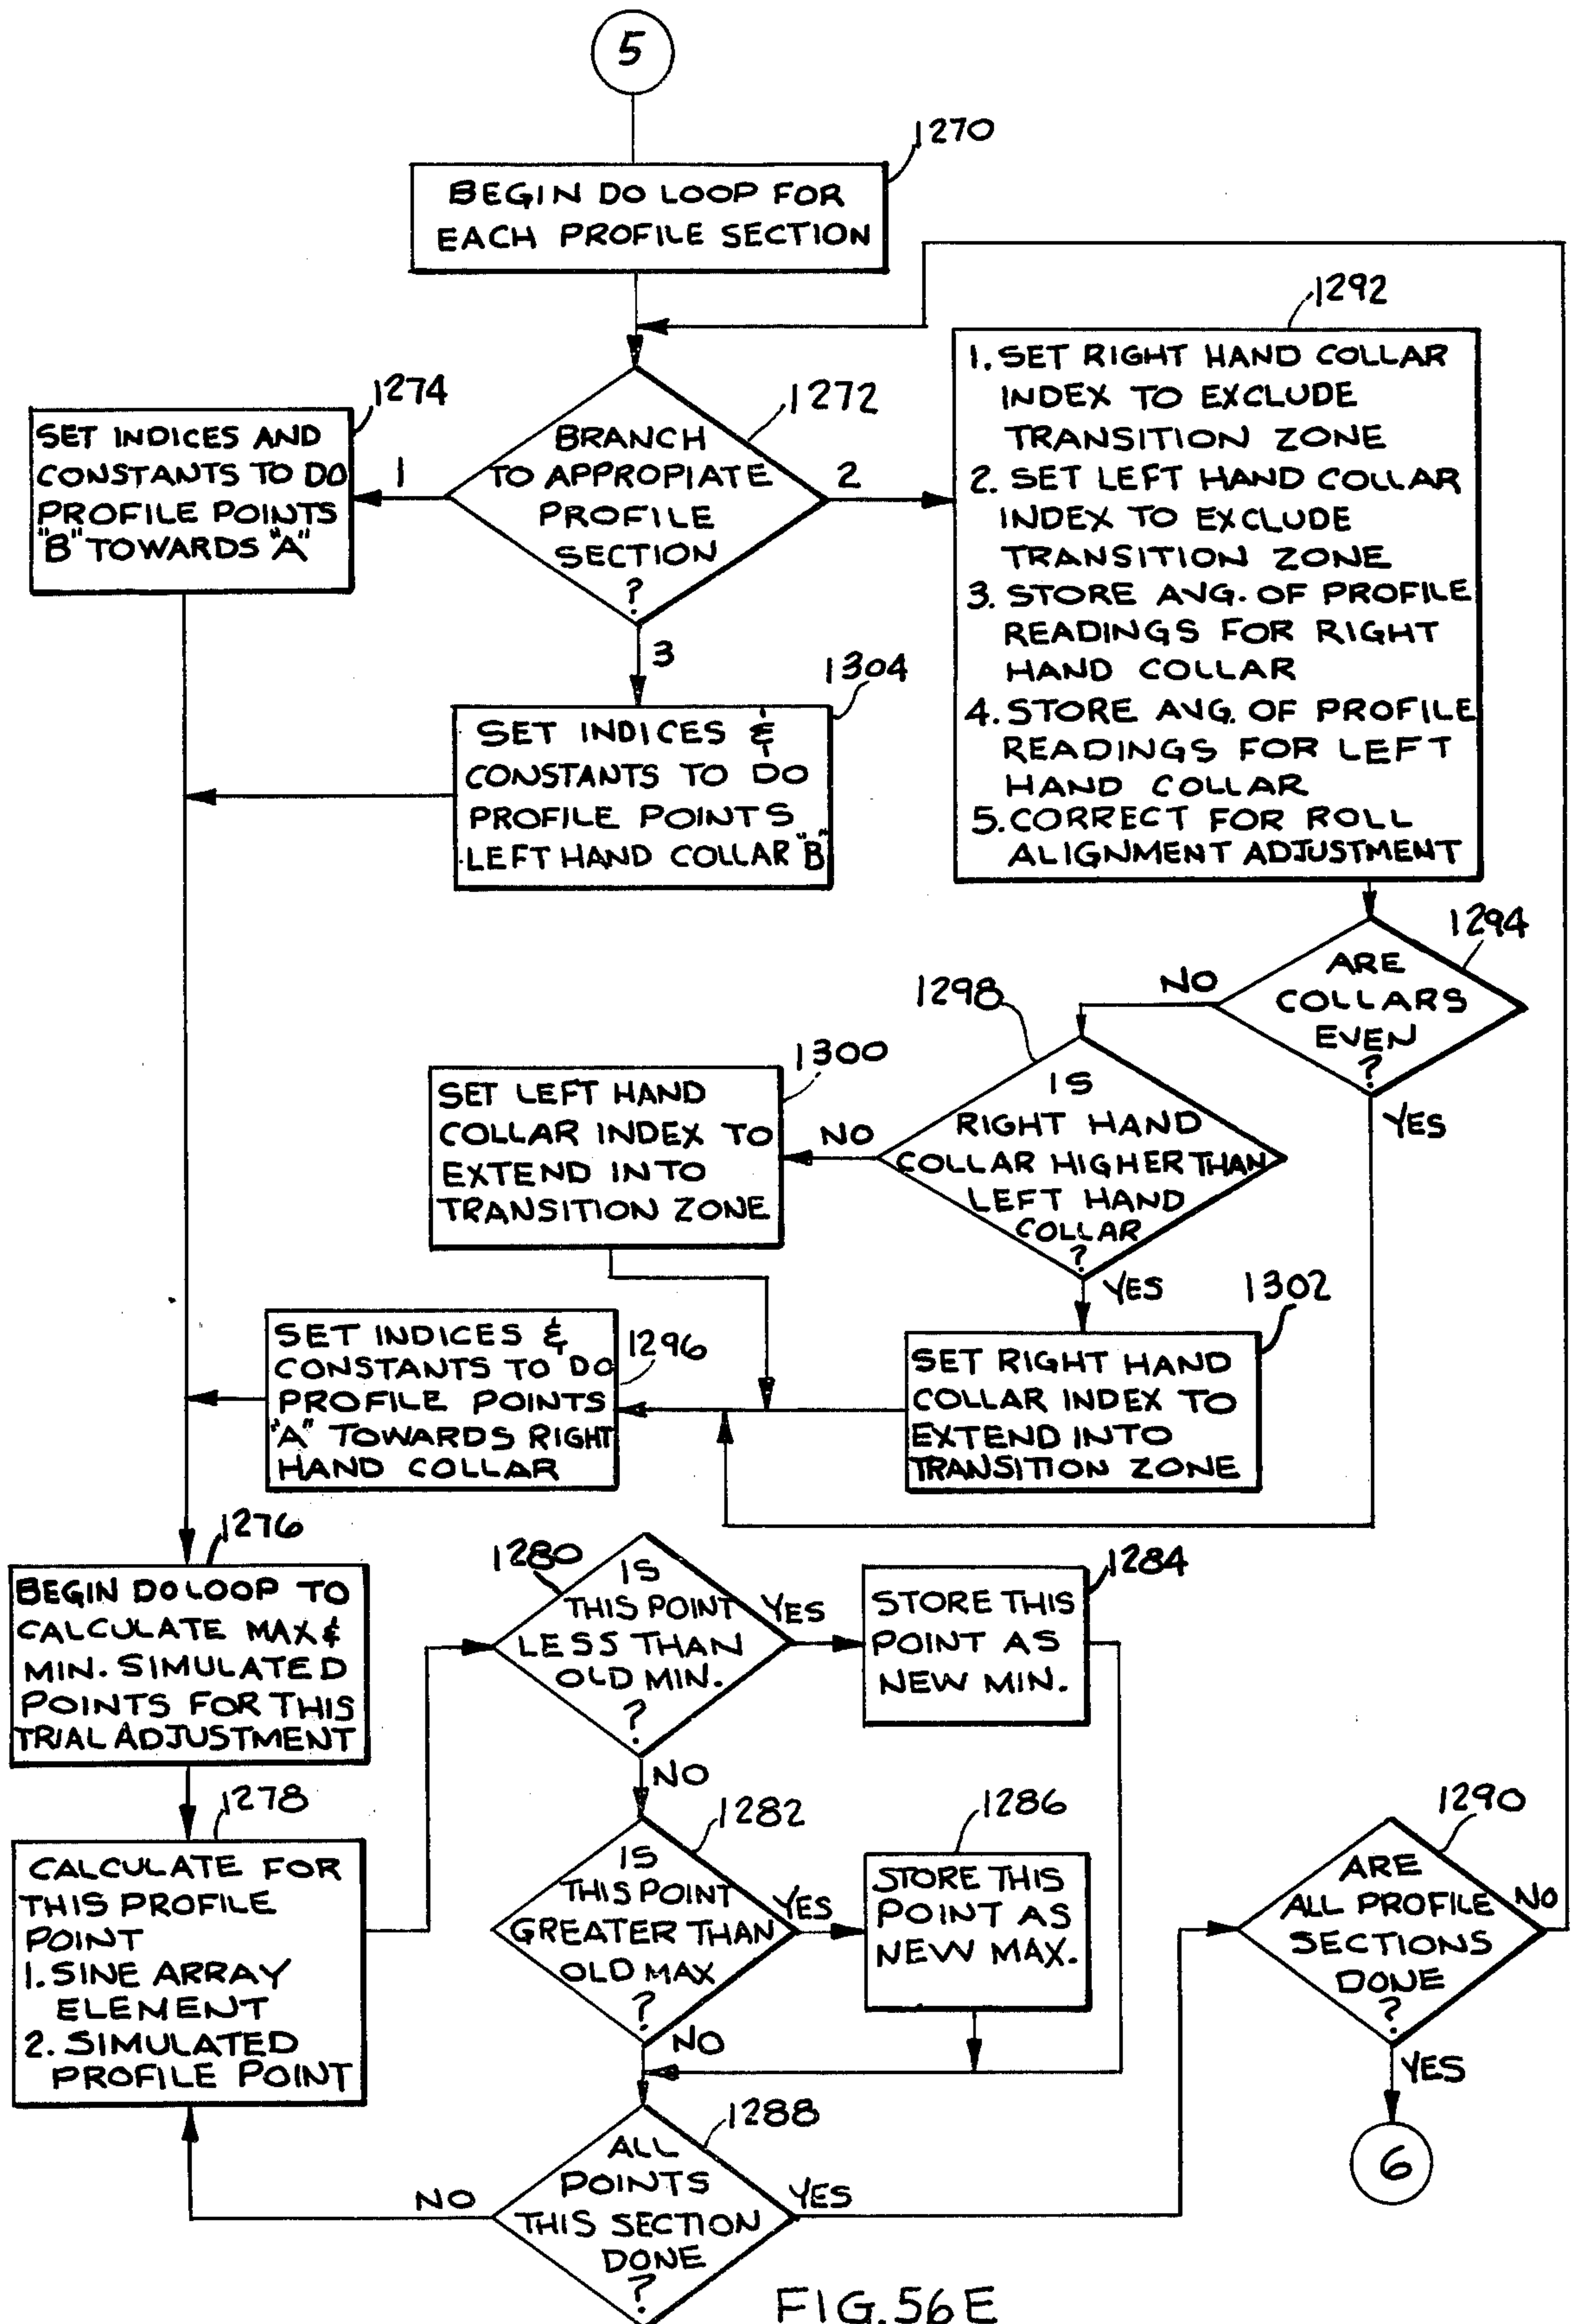 5
1270
BEGIN DO LOOP FOR
EACH PROFILE SECTION
1292
1. SET RIGHT HAND COLLAR
INDEX TO EXCLUDE
TRANSITION ZONE
2. SET LEFT HAND COLLAR
INDEX TO EXCLUDE
TRANSITION ZONE
3. STORE AVG. OF PROFILE
READINGS FOR RIGHT
HAND COLLAR
4. STORE AVG. OF PROFILE
READINGS FOR LEFT
HAND COLLAR
5. CORRECT FOR ROLL
ALIGNMENT ADJUSTMENT
1274
SET INDICES AND
CONSTANTS TO DO
PROFILE POINTS
"B" TOWARDS "A"
1
1272
BRANCH
TO APPROPIATE
PROFILE
SECTION
?
2
3
1304
SET INDICES &
CONSTANTS TO DO
PROFILE POINTS
LEFT HAND COLLAR "B"
1294
ARE
COLLARS
EVEN
?
NO
YES
1298
IS
RIGHT HAND
COLLAR HIGHER THAN
LEFT HAND
COLLAR
?
NO
YES
1300
SET LEFT HAND
COLLAR INDEX TO
EXTEND INTO
TRANSITION ZONE
1302
SET RIGHT HAND
COLLAR INDEX TO
EXTEND INTO
TRANSITION ZONE
1296
SET INDICES &
CONSTANTS TO DO
PROFILE POINTS
"A" TOWARDS RIGHT
HAND COLLAR
1276
BEGIN DO LOOP TO
CALCULATE MAX &
MIN. SIMULATED
POINTS FOR THIS
TRIAL ADJUSTMENT
1278
CALCULATE FOR
THIS PROFILE
POINT
1. SINE ARRAY
ELEMENT
2. SIMULATED
PROFILE POINT
1280
IS
THIS POINT
LESS THAN
OLD MIN.
?
YES
NO
1284
STORE THIS
POINT AS
NEW MIN.
1282
IS
THIS POINT
GREATER THAN
OLD MAX
?
YES
NO
1286
STORE THIS
POINT AS
NEW MAX.
1288
ALL
POINTS
THIS SECTION
DONE
?
NO
YES
1290
ARE
ALL PROFILE
SECTIONS
DONE
?
NO
YES
6
FIG. 56E